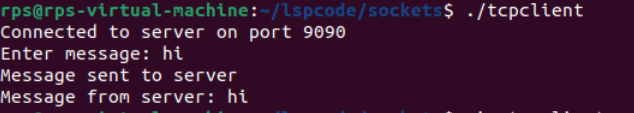 rps@rps-virtual-machine:~/lspcode/sockets$ ./tcpclient
Connected to server on port 9090
Enter message: hi
Message sent to server
Message from server: hi